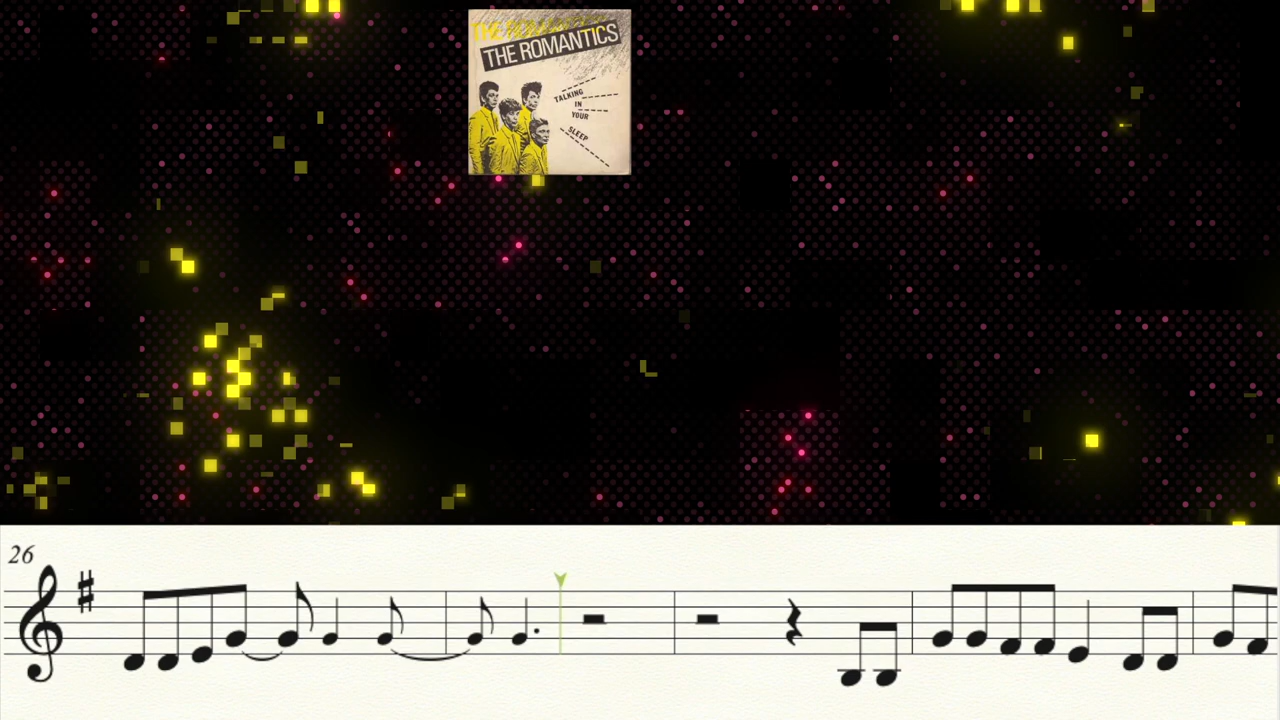 THE ROMANTICS
THE ROMANTICS
TALKING
IN
YOUR
SLEEP
26